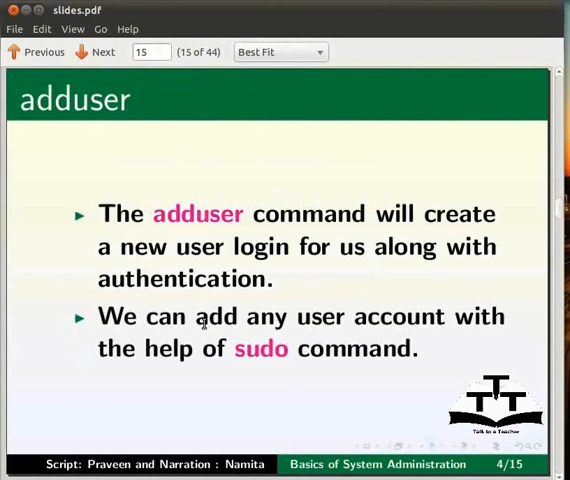 slides.pdf
File Edit View Go Help
Previous Next 15 (15 of 44) Best Fit
adduser
The adduser command will create
a new user login for us along with
authentication.
We can add any user account with
the help of sudo command.
TTT
Talk to a Teacher
Script: Praveen and Narration : Namita Basics of System Administration 4/15